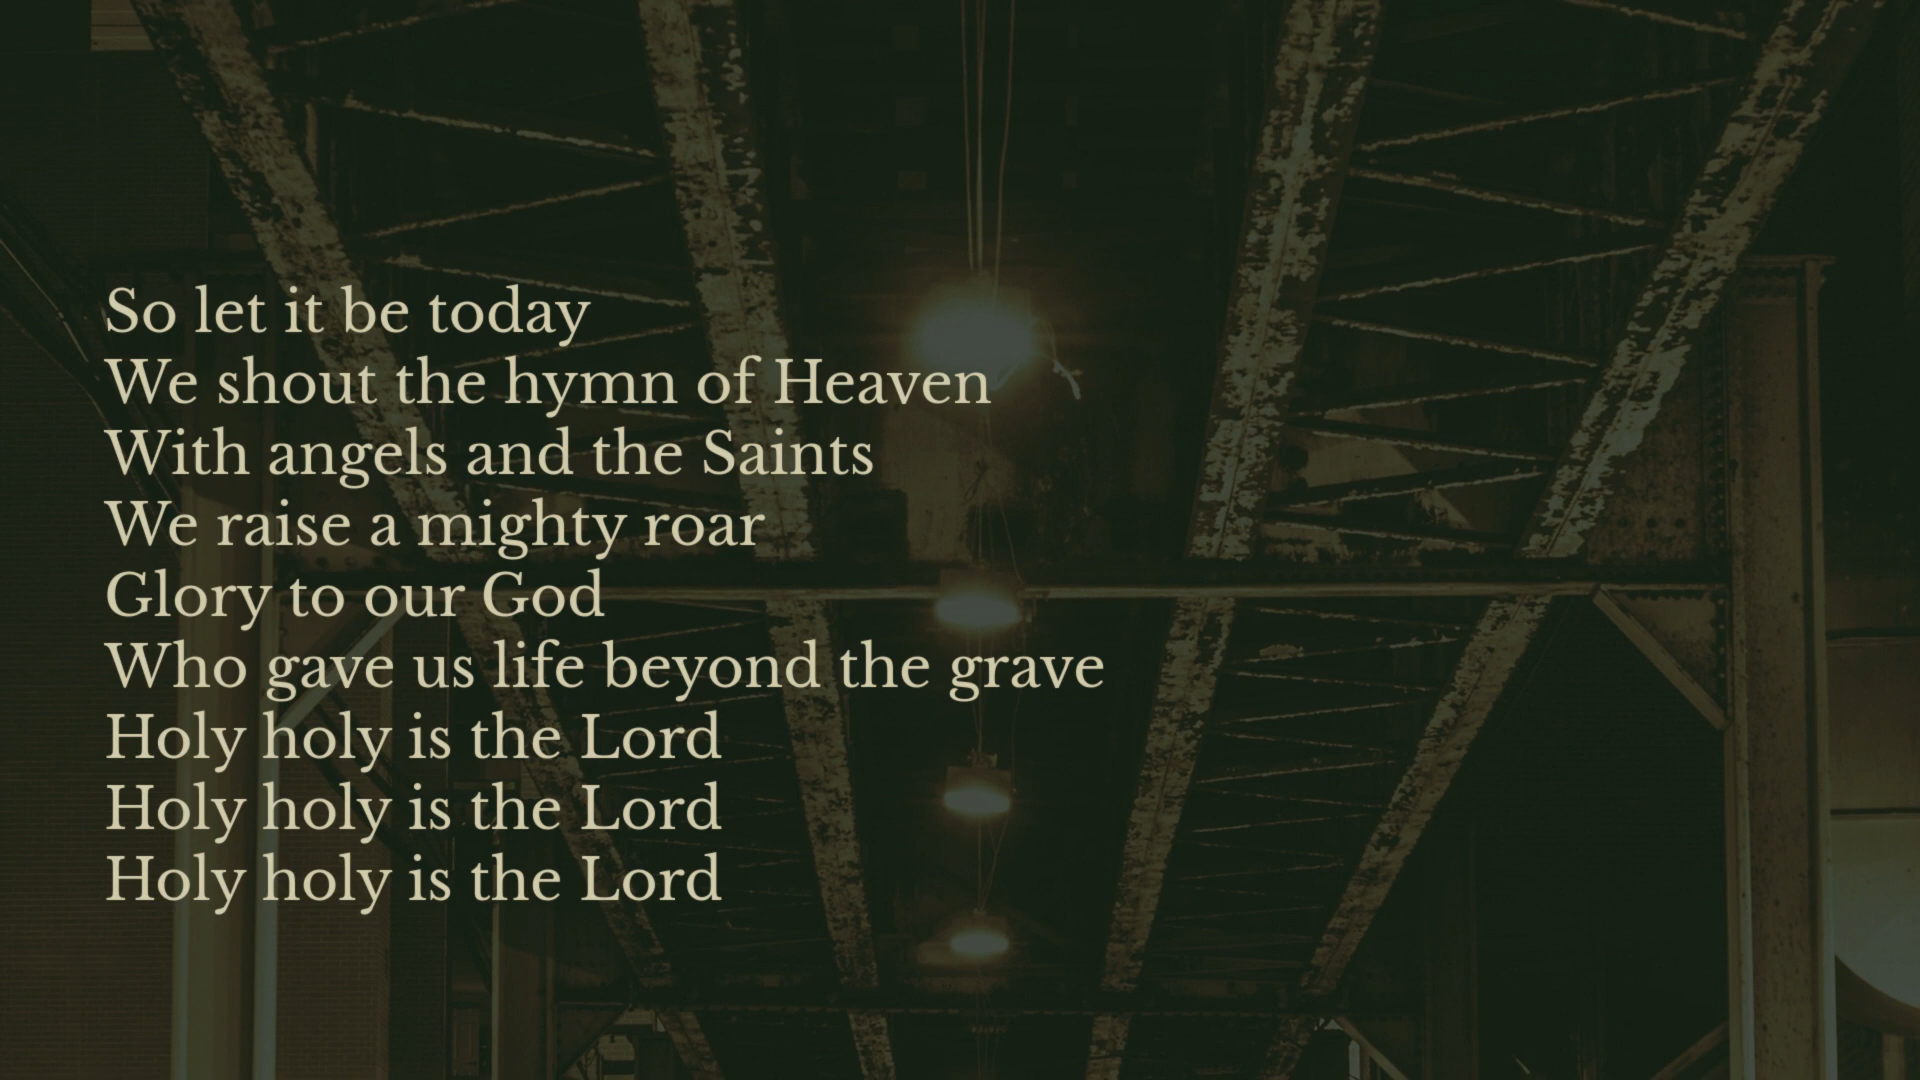 So let it be today
We shout the hymn of Heaven
With angels and the Saints
We raise a mighty roar
Glory to our God
Who gave us life beyond the grave
Holy holy is the Lord
Holy holy is the Lord
Holy holy is the Lord